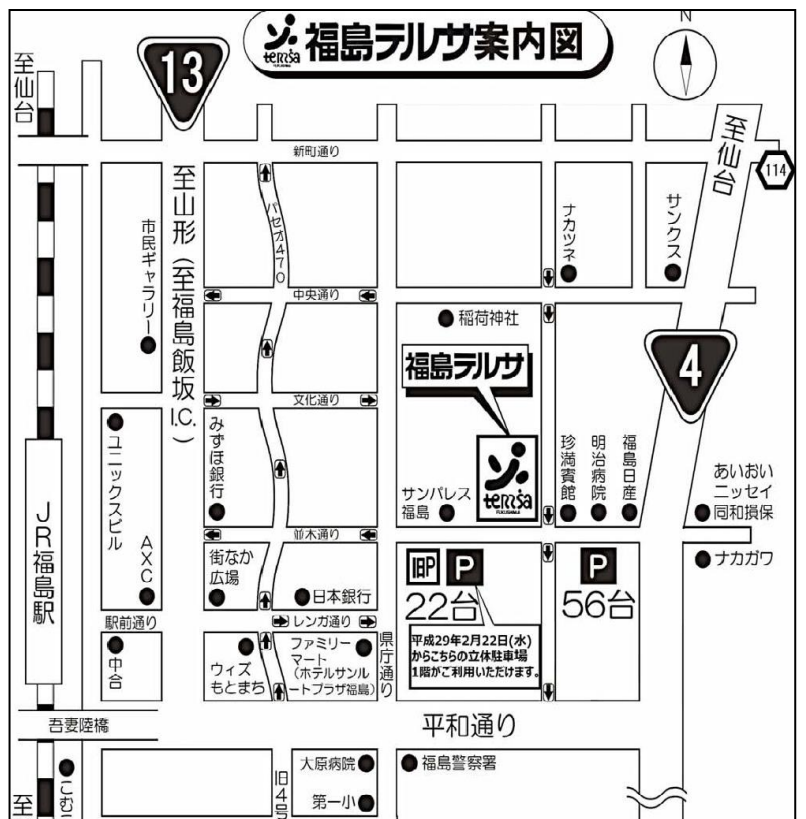 福島テルサ案内図
terrsa
FUKUSHIMA
N
13
至仙台
至仙台
114
新町通り
至山形(至福島飯坂I.C.)
パセオ470
市民ギャラリー
ナカツネ
サンクス
中央通り
稲荷神社
福島テルサ
4
文化通り
ユニックスビル
みずほ銀行
サンパレス
福島
terrsa
FUKUSHIMA
珍満賓館
明治病院
福島日産
あいおい
ニッセイ
同和損保
並木通り
ナカガワ
JR福島駅
AXC
街なか
広場
日本銀行
旧P
P
22台
P
56台
駅前通り
レンガ通り
県庁通り
中合
ウィズ
もとまち
ファミリー
マート
(ホテルサンル
ートプラザ福島)
平成29年2月22日(水)
からこちらの立体駐車場
1階がご利用いただけます。
吾妻陸橋
平和通り
こむ
大原病院
福島警察署
旧4号
第一小
至